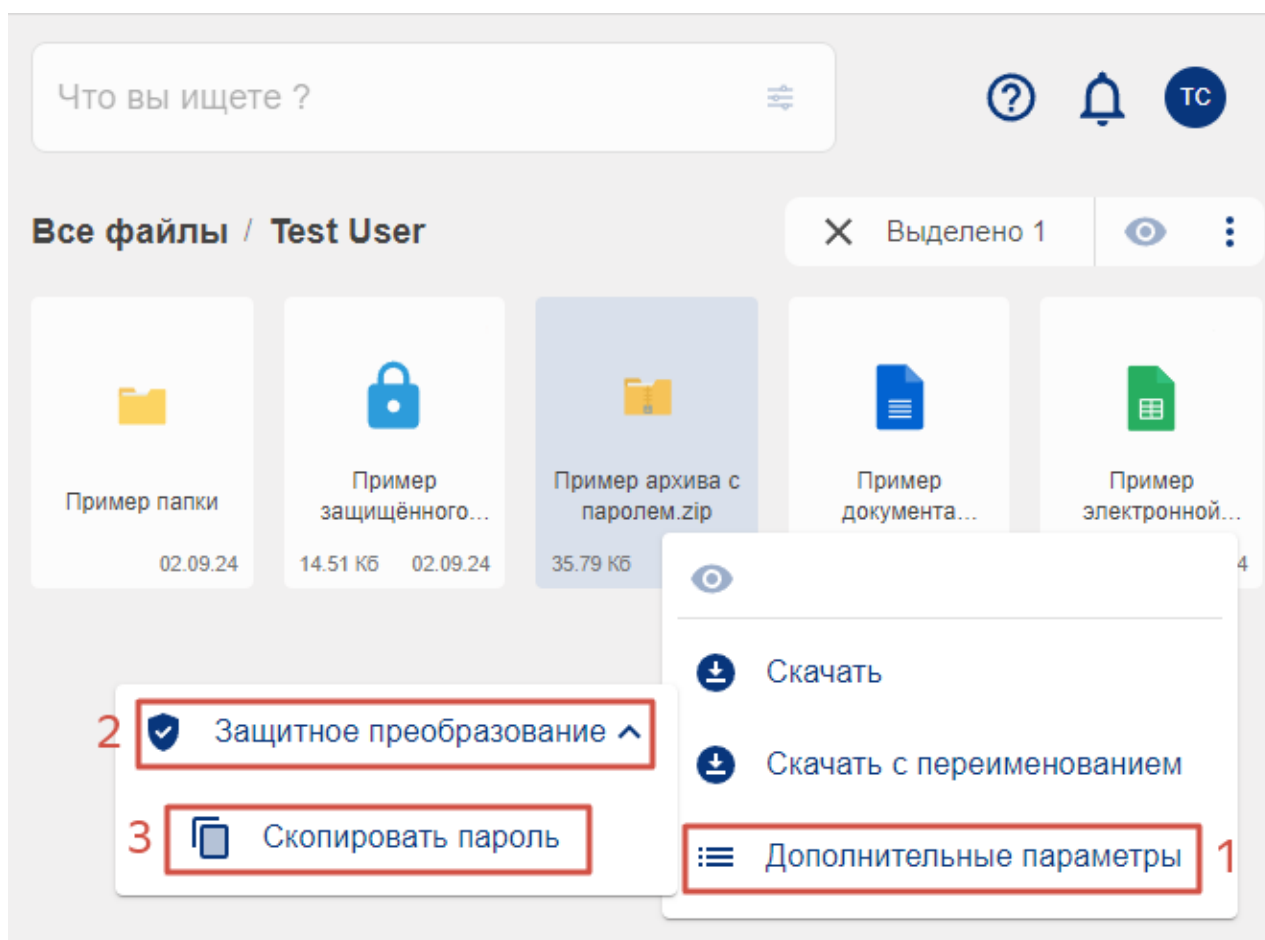 Что вы ищете ?
TC
Все файлы / Test User
Выделено 1
Пример папки
02.09.24
Пример
защищённого...
14.51 Кб 02.09.24
Пример архива с
паролем.zip
35.79 Кб
Пример
документа...
Пример
электронной...
4
Скачать
Скачать с переименованием
Дополнительные параметры 1
2 Защитное преобразование
3 Скопировать пароль